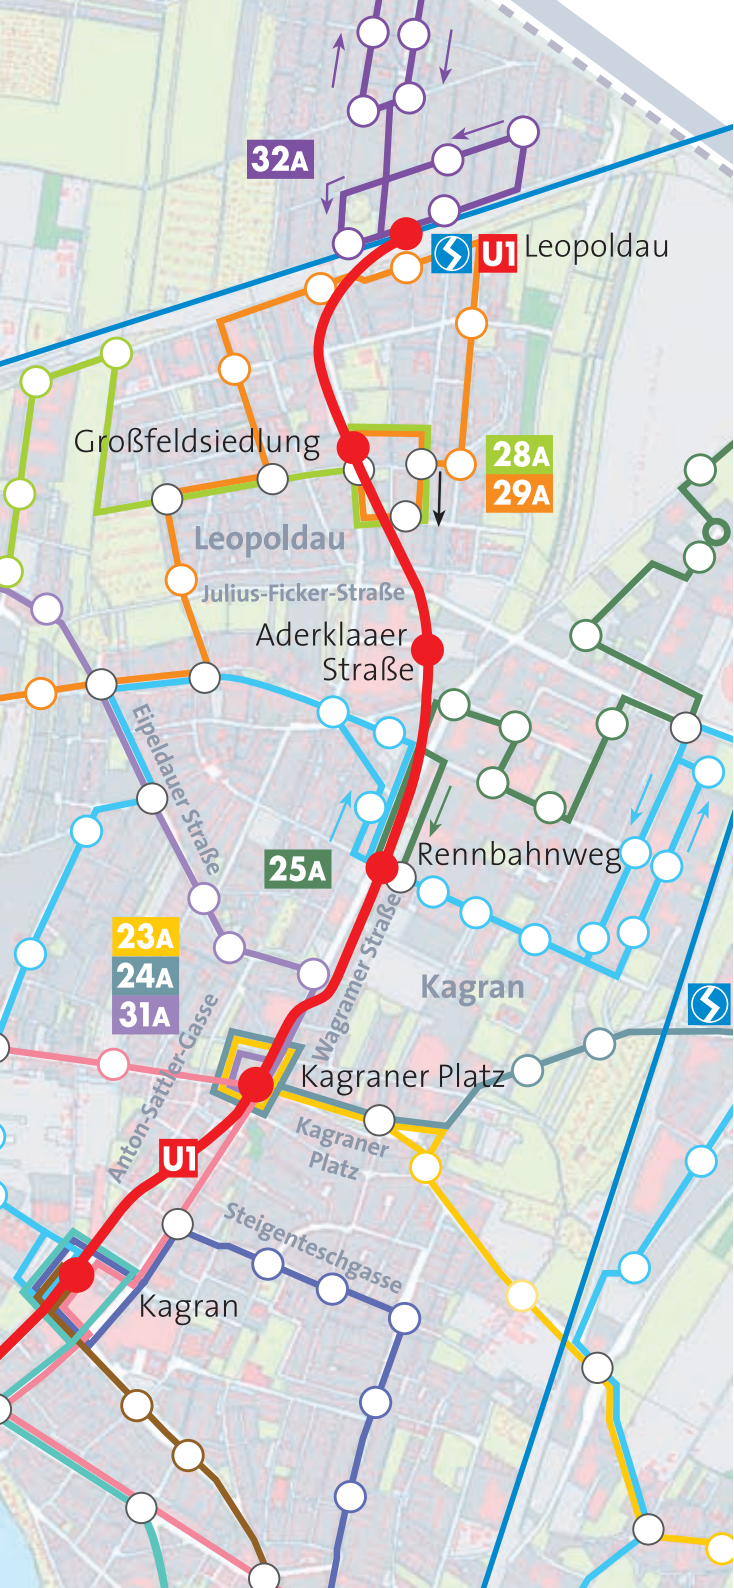 32A
U1 Leopoldau
Großfeldsiedlung
28A
29A
Leopoldau
Julius-Ficker-Straße
Aderklaaer
Straße
Eipeldauer Straße
Rennbahnweg
25A
Wagramer Straße
23A
24A
31A
Kagran
Anton-Sattler-Gasse
Kagraner Platz
Kagraner
Platz
U1
Steigenteschgasse
Kagran